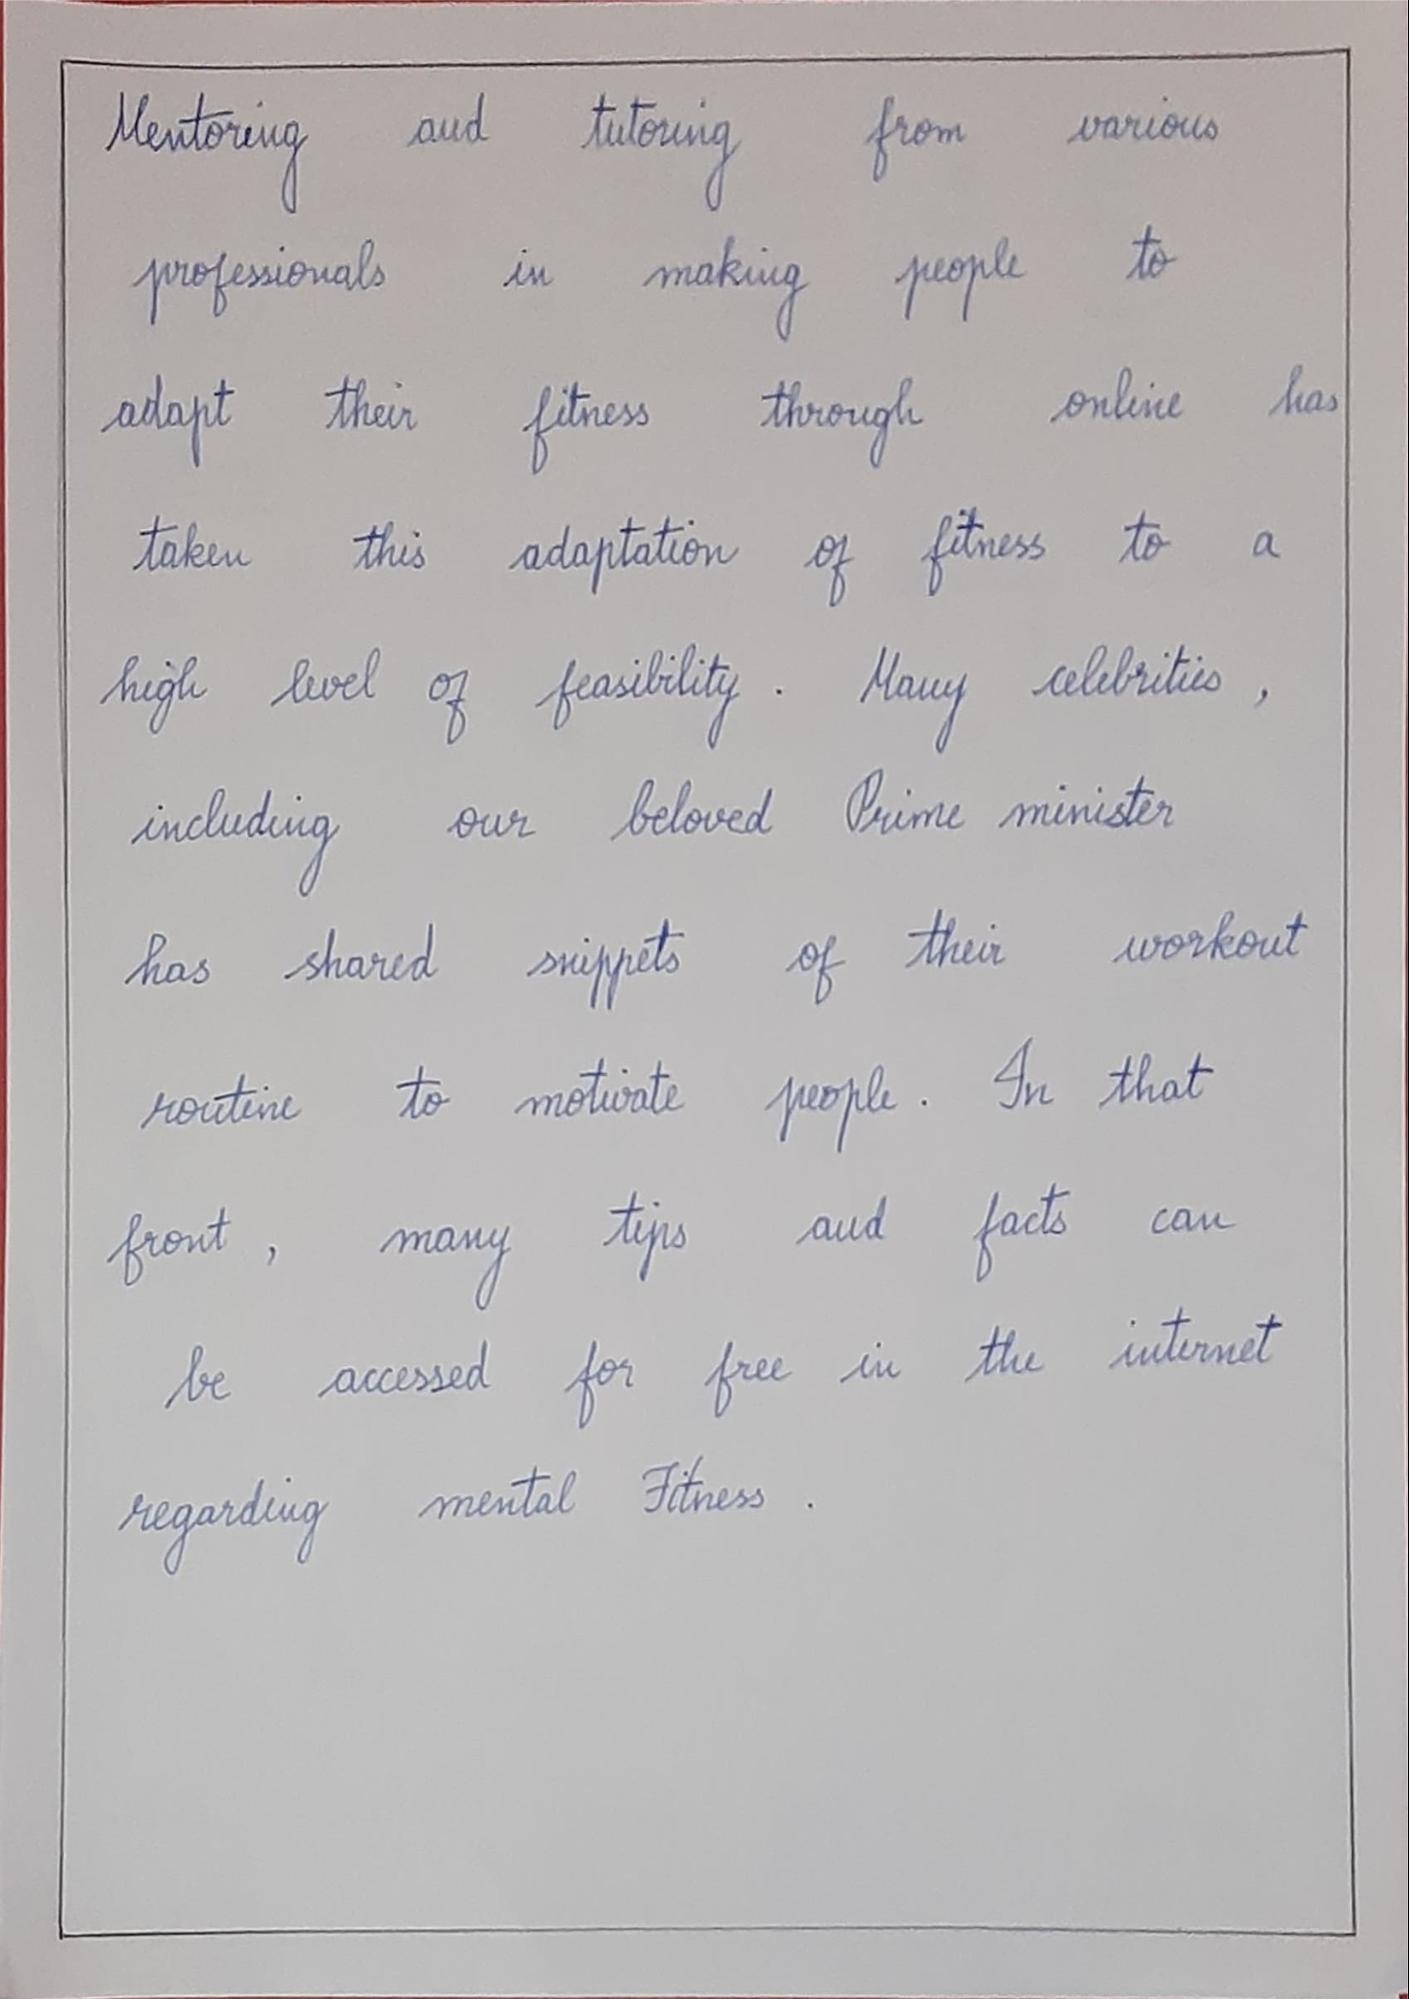 Mentoring and tutoring from various
professionals in making people to
adapt their fitness through online has
taken this adaptation of fitness to a
high level of feasibility. Many celebrities,
including our beloved Prime minister
has shared snippets of their workout
routine to motivate people. In that
front, many tips and facts can
be accessed for free in the internet
regarding mental Fitness.